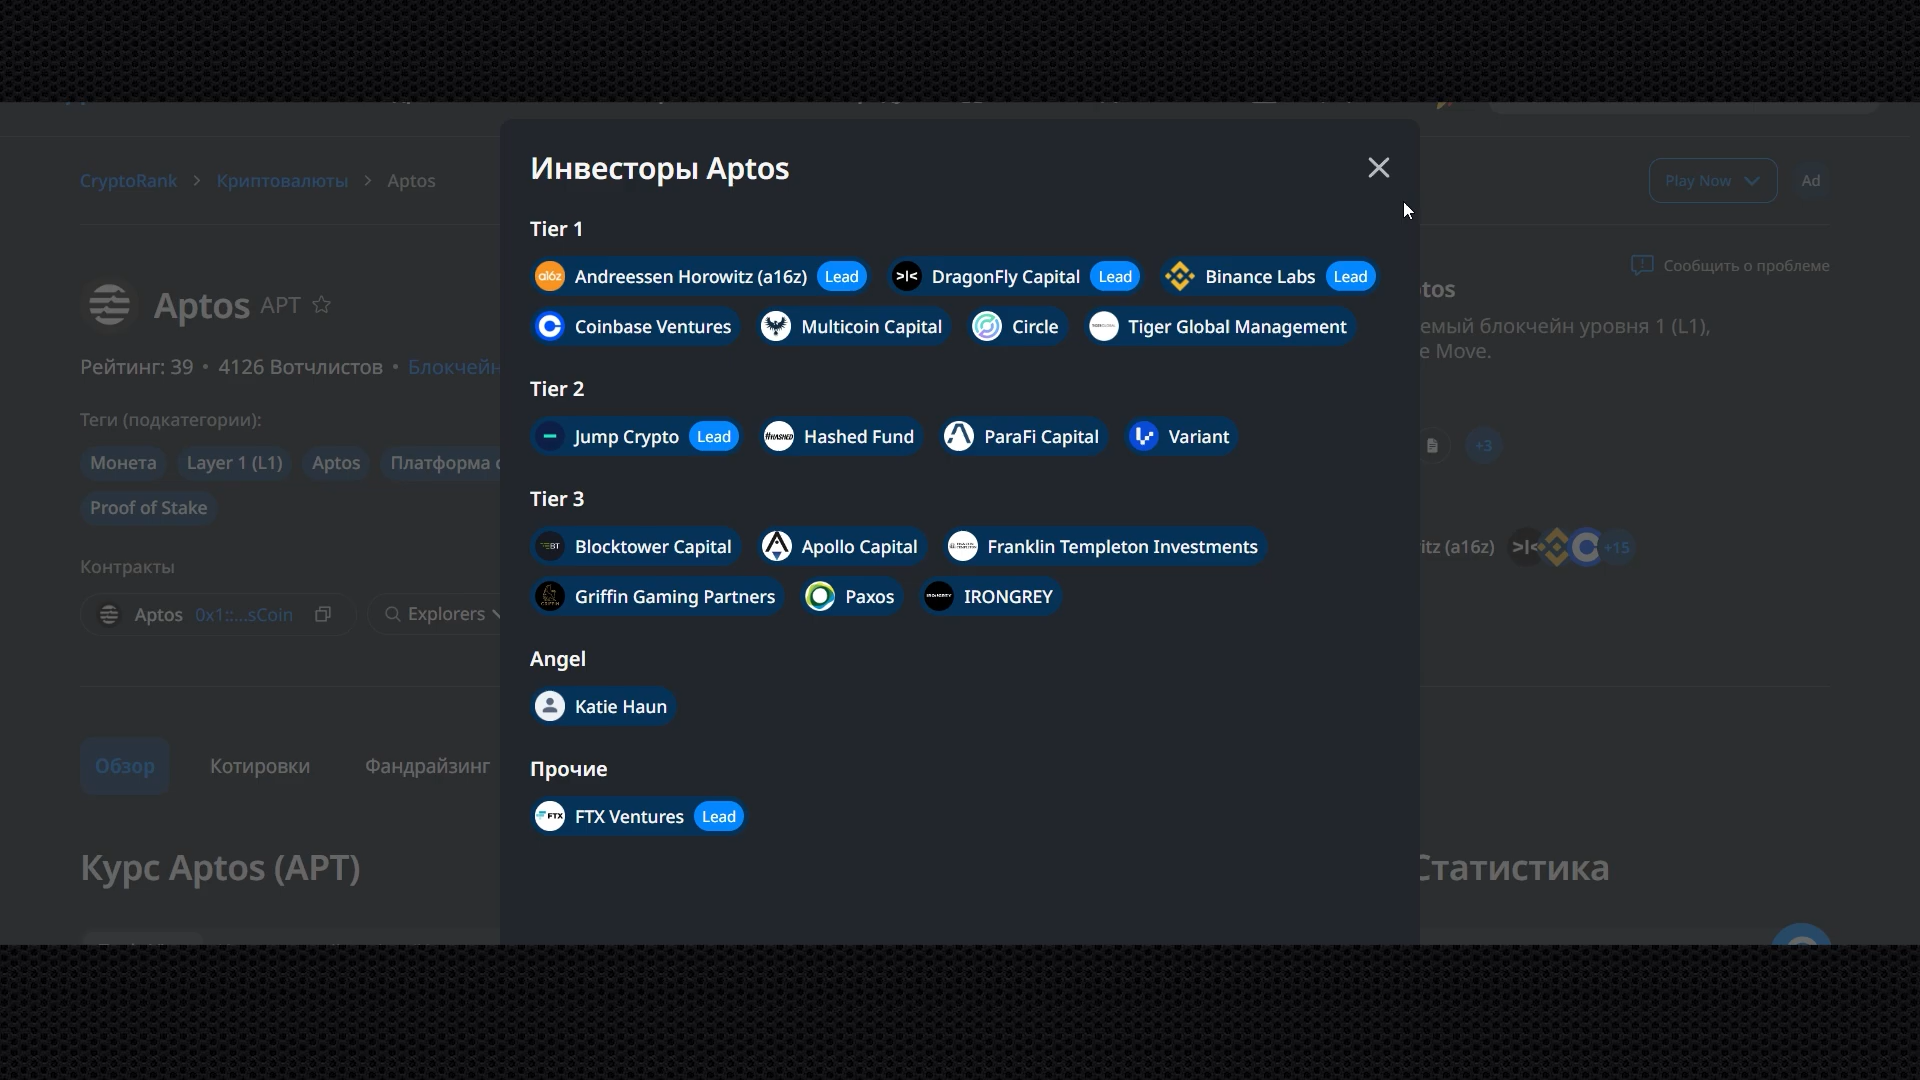 Инвесторы Aptos
CryptoRank > Криптовалюты > Aptos
Play Now Ad
Tier 1
Сообщить о проблеме
a16z Andreessen Horowitz (a16z) Lead DragonFly Capital Lead Binance Labs Lead
tos
Aptos APT
Coinbase Ventures Multicoin Capital Circle Tiger Global Management
емый блокчейн уровня 1 (L1),
e Move.
Рейтинг: 39 • 4126 Вотчлистов • Блокчейн
Tier 2
Теги (подкатегории):
Jump Crypto Lead #HASHED Hashed Fund ParaFi Capital Variant
+3
Монета Layer 1 (L1) Aptos Платформа с
Tier 3
Proof of Stake
BT Blocktower Capital Apollo Capital Franklin Templeton Investments
itz (a16z) +15
Контракты
Griffin Gaming Partners Paxos IRONGREY IRONGREY
Aptos 0x1::...sCoin Explorers
Angel
Katie Haun
Обзор Котировки Фандрайзинг
Прочие
FTX FTX Ventures Lead
Курс Aptos (APT)
Статистика